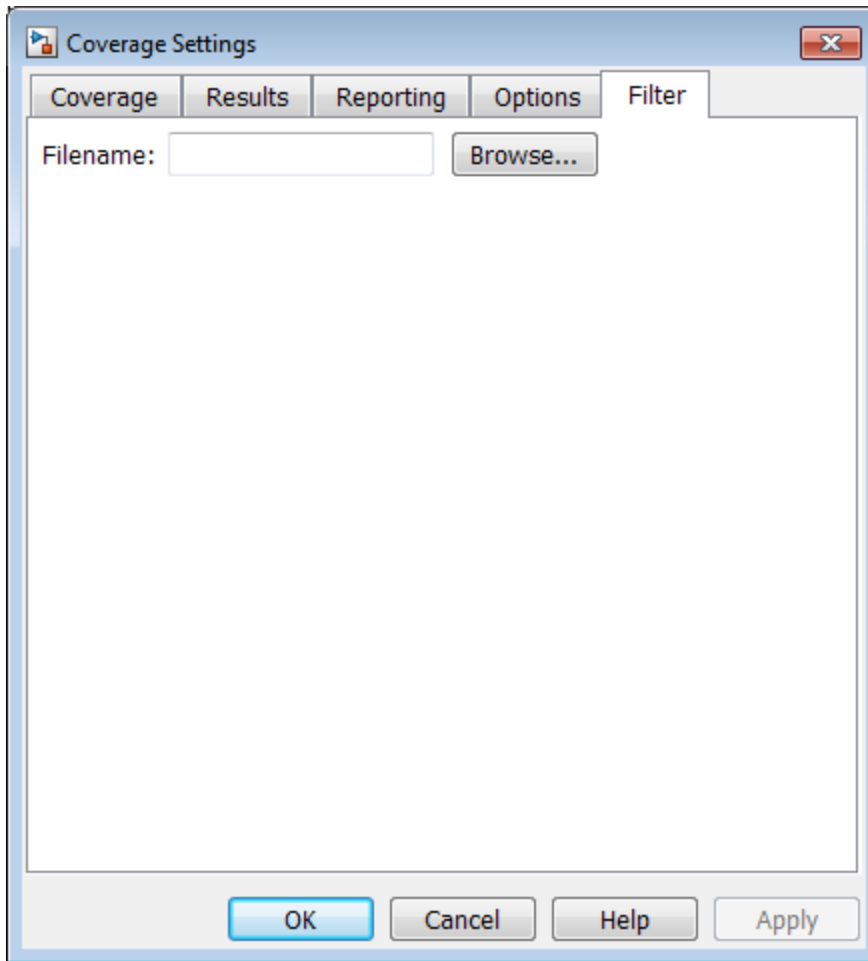 Coverage Settings
Coverage Results Reporting Options Filter
Filename: Browse...
OK Cancel Help Apply